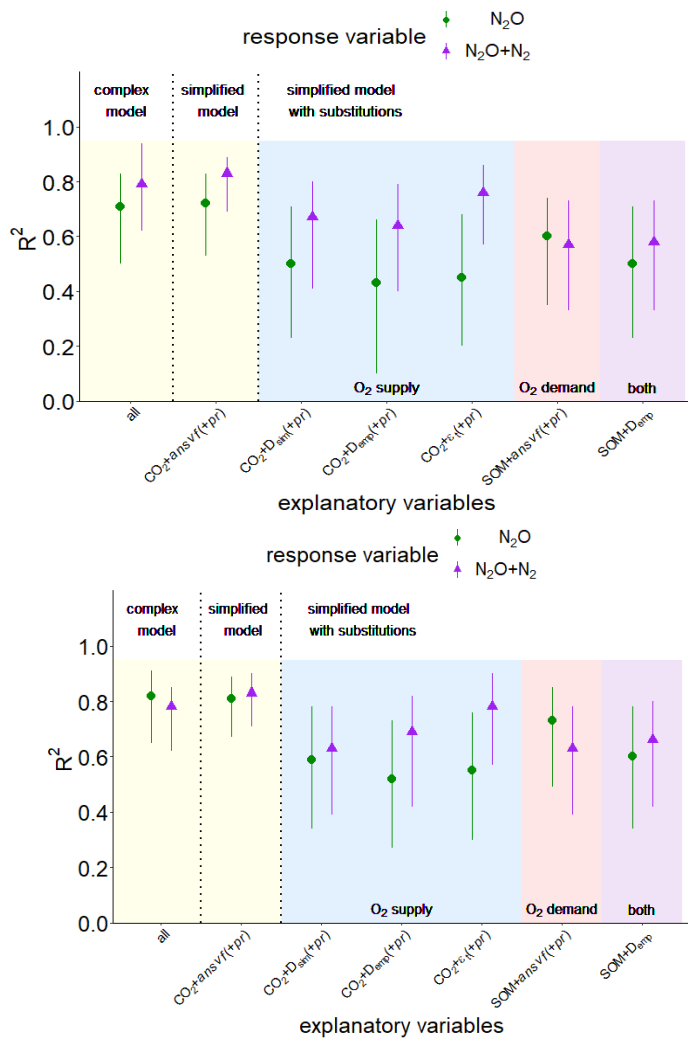 response variable
N₂O
N₂O+N₂
complex model
simplified model
simplified model with substitutions
R²
1.0
0.8
0.6
0.4
0.2
0.0
O₂ supply
O₂ demand
both
all
CO₂+ansvf(+pr)
CO₂+Dsim(+pr)
CO₂+Demp(+pr)
CO₂+εt(+pr)
SOM+ansvf(+pr)
SOM+Demp
explanatory variables
response variable
N₂O
N₂O+N₂
complex model
simplified model
simplified model with substitutions
R²
1.0
0.8
0.6
0.4
0.2
0.0
O₂ supply
O₂ demand
both
all
CO₂+ansvf(+pr)
CO₂+Dsim(+pr)
CO₂+Demp(+pr)
CO₂+εt(+pr)
SOM+ansvf(+pr)
SOM+Demp
explanatory variables